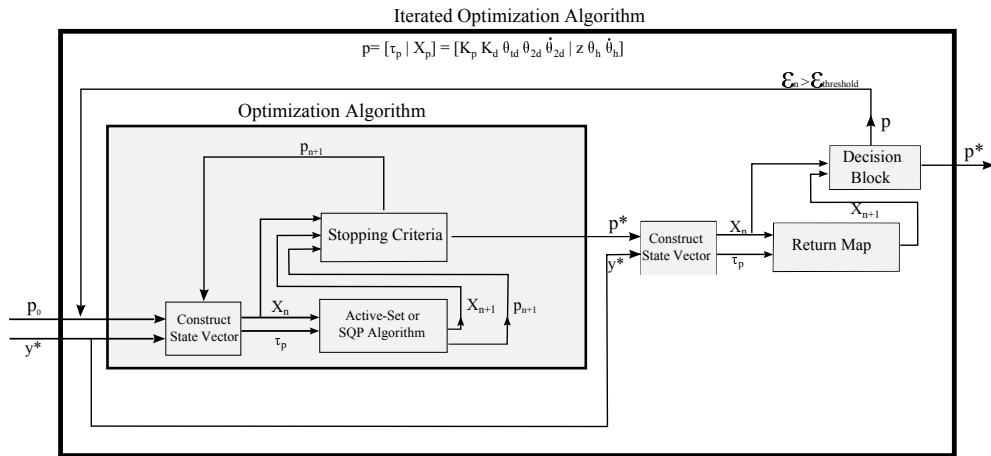 Iterated Optimization Algorithm
p= [τp | Xp] = [Kp Kd θtd θ2d θ̇2d | z θh θ̇h]
εn > εthreshold
Optimization Algorithm
p
pn+1
Decision
Block
p*
Xn+1
Stopping Criteria
p*
Construct
State Vector
y*
Xn
τp
Return Map
p0
y*
Construct
State Vector
Xn
τp
Active-Set or
SQP Algorithm
Xn+1
pn+1